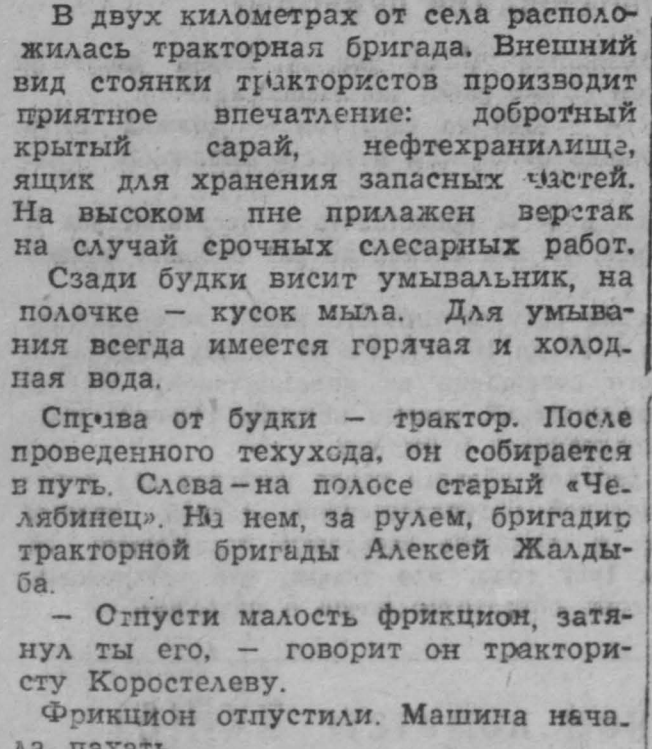 В двух километрах от села располо-
жилась тракторная бригада. Внешний
вид стоянки трактористов производит
приятное впечатление: добротный
крытый сарай, нефтехранилище,
ящик для хранения запасных частей.
На высоком пне прилажен верстак
на случай срочных слесарных работ.
Сзади будки висит умывальник, на
полочке — кусок мыла. Для умыва-
ния всегда имеется горячая и холод-
ная вода.
Справа от будки — трактор. После
проведенного техухода, он собирается
в путь. Слева — на полосе старый «Че-
лябинец». На нем, за рулем, бригадир
тракторной бригады Алексей Жалды-
ба.
— Отпусти малость фрикцион, затя-
нул ты его, — говорит он трактори-
сту Коростелеву.
Фрикцион отпустили. Машина нача-
ла пахать